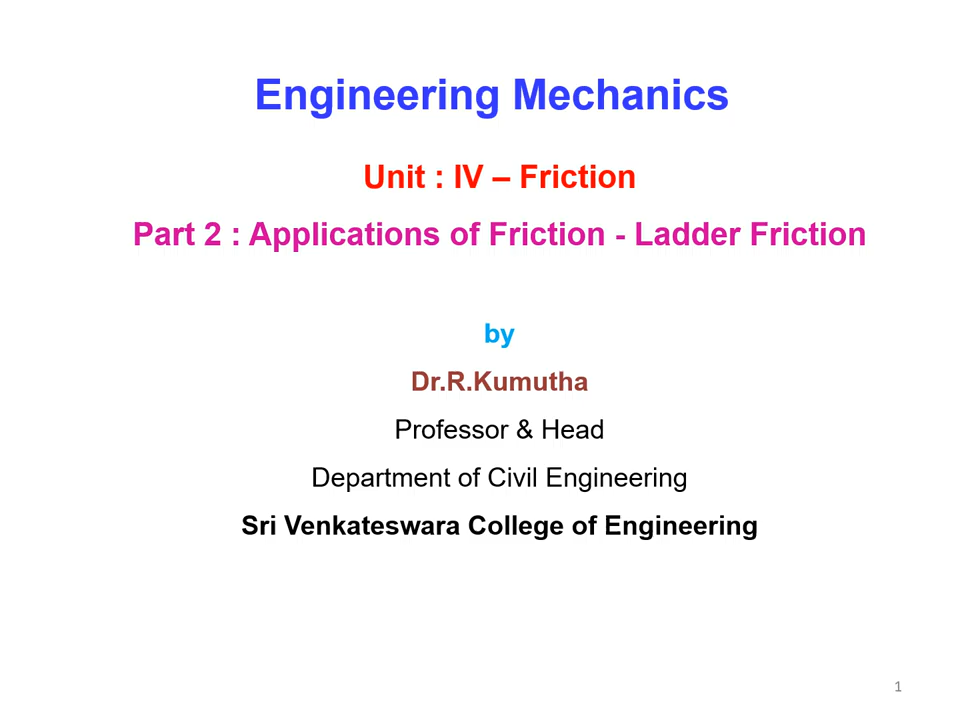 Engineering Mechanics
Unit : IV – Friction
Part 2 : Applications of Friction - Ladder Friction
by
Dr.R.Kumutha
Professor & Head
Department of Civil Engineering
Sri Venkateswara College of Engineering
1